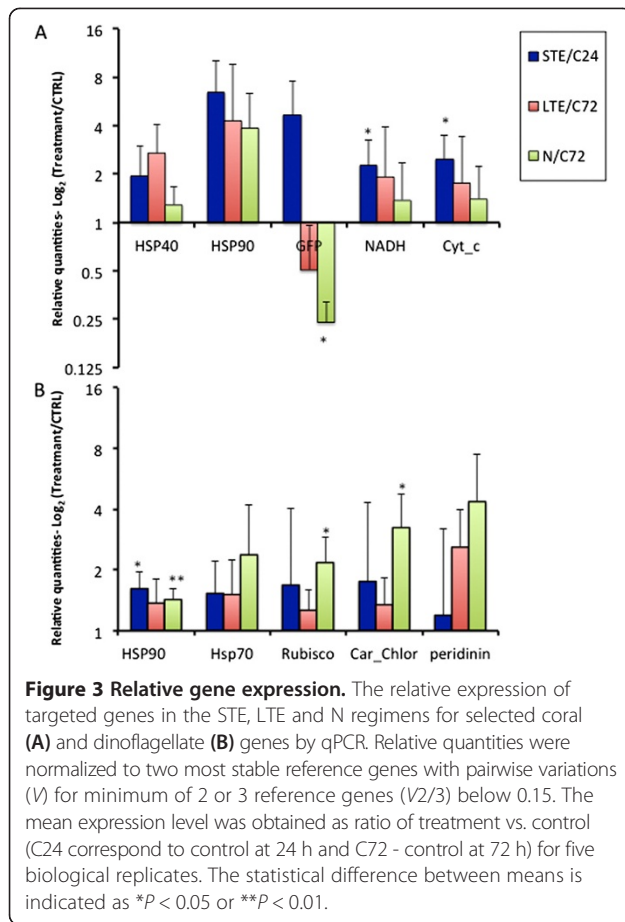 A
Relative quantities- Log₂ (Treatmant/CTRL)
16
8
4
2
1
0.5
0.25
0.125
STE/C24
LTE/C72
N/C72
* *
HSP40 HSP90 GFP NADH Cyt_c
*
B
Relative quantities- Log₂ (Treatmant/CTRL)
16
8
4
2
1
* ** * *
HSP90 Hsp70 Rubisco Car_Chlor peridinin
Figure 3 Relative gene expression. The relative expression of
targeted genes in the STE, LTE and N regimens for selected coral
(A) and dinoflagellate (B) genes by qPCR. Relative quantities were
normalized to two most stable reference genes with pairwise variations
(V) for minimum of 2 or 3 reference genes (V2/3) below 0.15. The
mean expression level was obtained as ratio of treatment vs. control
(C24 correspond to control at 24 h and C72 - control at 72 h) for five
biological replicates. The statistical difference between means is
indicated as *P < 0.05 or **P < 0.01.